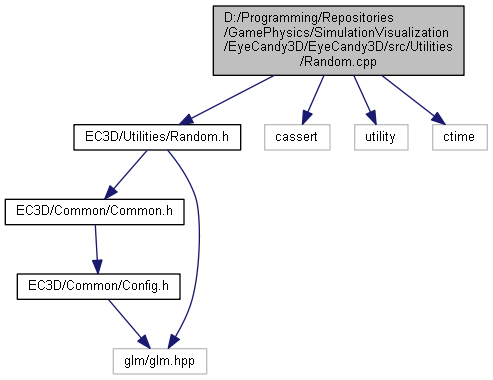 D:/Programming/Repositories
/GamePhysics/SimulationVisualization
/EyeCandy3D/EyeCandy3D/src/Utilities
/Random.cpp
EC3D/Utilities/Random.h
cassert
utility
ctime
EC3D/Common/Common.h
EC3D/Common/Config.h
glm/glm.hpp